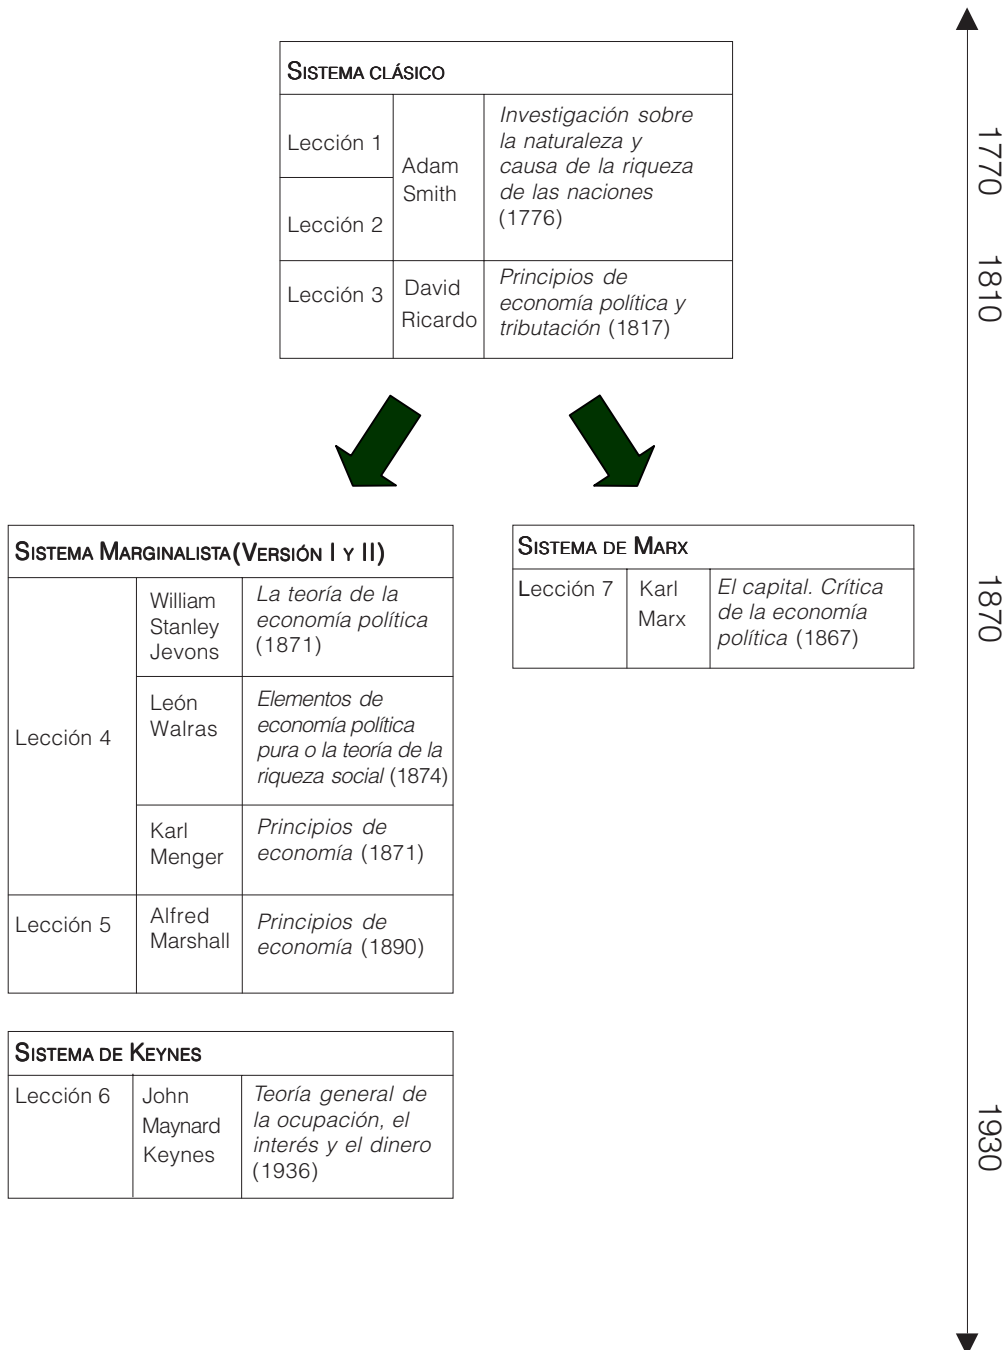 SISTEMA CLÁSICO
Lección 1
Lección 2
Adam
Smith
Investigación sobre
la naturaleza y
causa de la riqueza
de las naciones
(1776)
Lección 3
David
Ricardo
Principios de
economía política y
tributación (1817)
SISTEMA MARGINALISTA(VERSIÓN I Y II)
Lección 4
William
Stanley
Jevons
La teoría de la
economía política
(1871)
León
Walras
Elementos de
economía política
pura o la teoría de la
riqueza social (1874)
Karl
Menger
Principios de
economía (1871)
Lección 5
Alfred
Marshall
Principios de
economía (1890)
SISTEMA DE MARX
Lección 7
Karl
Marx
El capital. Crítica
de la economía
política (1867)
SISTEMA DE KEYNES
Lección 6
John
Maynard
Keynes
Teoría general de
la ocupación, el
interés y el dinero
(1936)
1770
1810
1870
1930